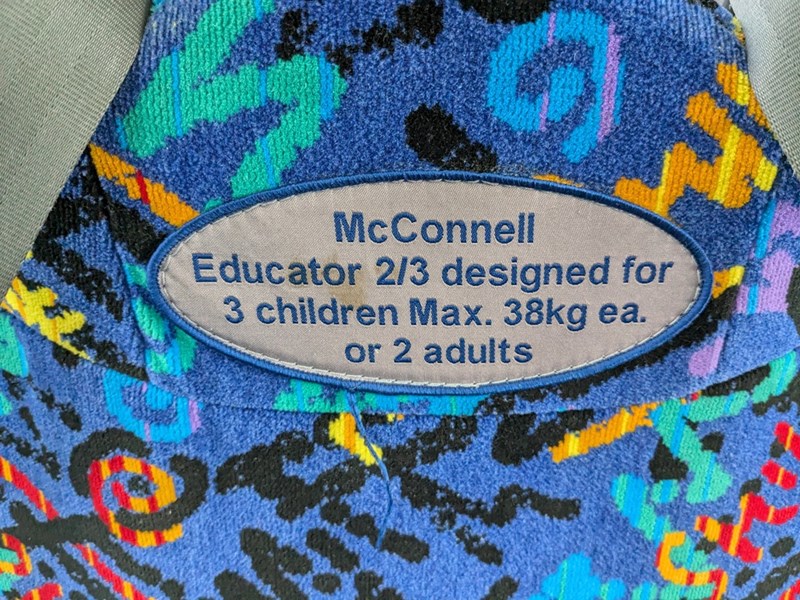 McConnell
Educator 2/3 designed for
3 children Max. 38kg ea.
or 2 adults